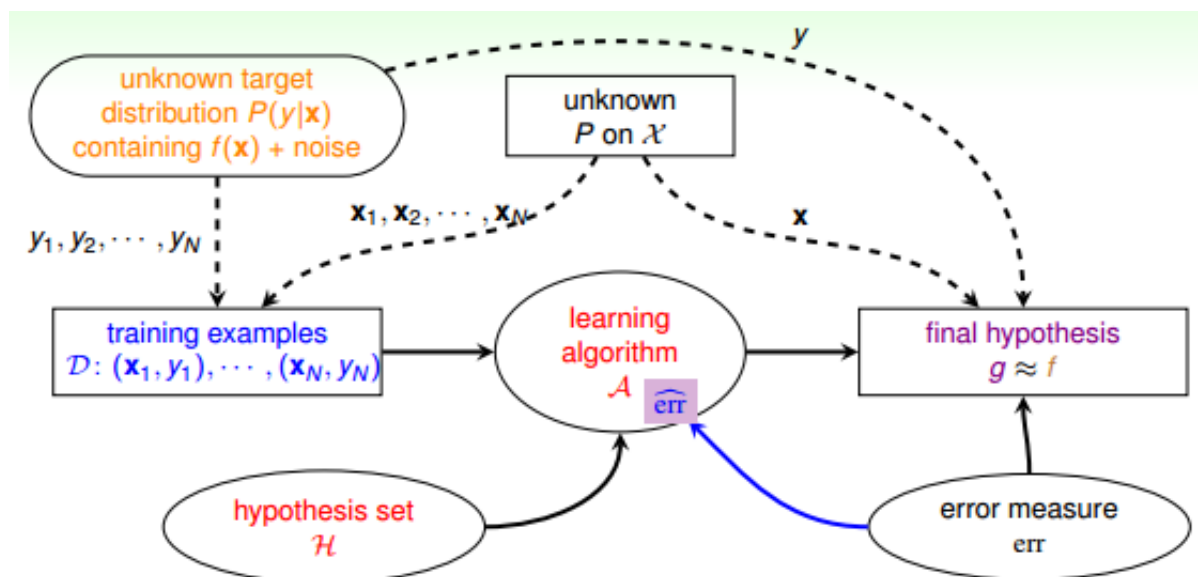 unknown target
distribution P(y|x)
containing f(x) + noise
y
unknown
P on 𝒳
y₁, y₂, ⋯ , y_N
x₁, x₂, ⋯ , x_N
x
training examples
𝒟: (x₁, y₁), ⋯ , (x_N, y_N)
learning
algorithm
𝒜
êrr
final hypothesis
g ≈ f
hypothesis set
ℋ
error measure
err